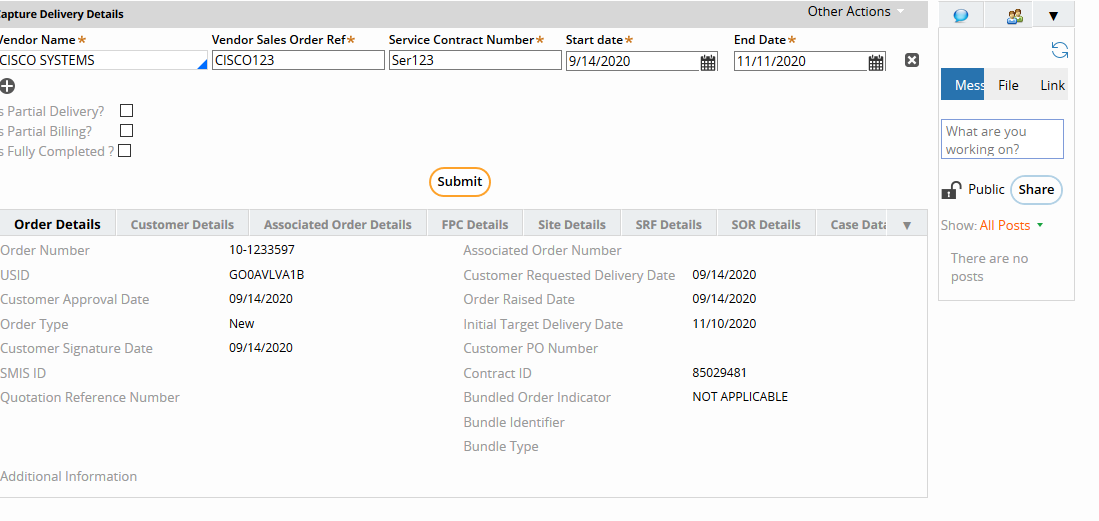 Capture Delivery Details
Other Actions
Vendor Name*
Vendor Sales Order Ref*
Service Contract Number*
Start date*
End Date*
CISCO SYSTEMS
CISCO123
Ser123
9/14/2020
11/11/2020
s Partial Delivery?
s Partial Billing?
s Fully Completed ?
Submit
Order Details
Customer Details
Associated Order Details
FPC Details
Site Details
SRF Details
SOR Details
Case Data
Order Number 10-1233597
Associated Order Number
USID GO0AVLVA1B
Customer Requested Delivery Date 09/14/2020
Customer Approval Date 09/14/2020
Order Raised Date 09/14/2020
Order Type New
Initial Target Delivery Date 11/10/2020
Customer Signature Date 09/14/2020
Customer PO Number
SMIS ID
Contract ID 85029481
Quotation Reference Number
Bundled Order Indicator NOT APPLICABLE
Bundle Identifier
Bundle Type
Additional Information
Mess
File
Link
What are you
working on?
Public
Share
Show: All Posts
There are no
posts